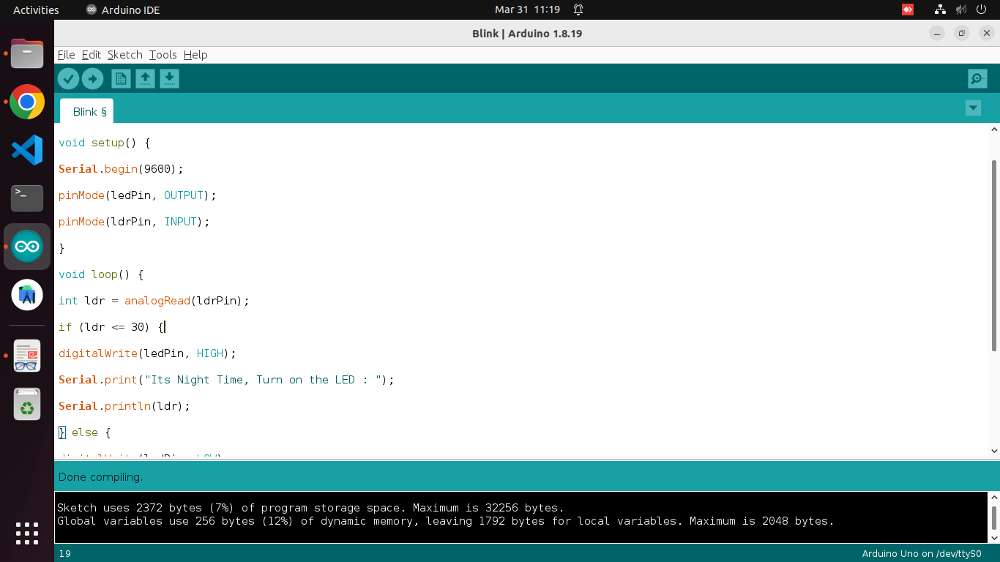 Activities
Arduino IDE
Mar 31 11:19
Blink | Arduino 1.8.19
File Edit Sketch Tools Help
Blink §
void setup() {
Serial.begin(9600);
pinMode(ledPin, OUTPUT);
pinMode(ldrPin, INPUT);
}
void loop() {
int ldr = analogRead(ldrPin);
if (ldr <= 30) {
digitalWrite(ledPin, HIGH);
Serial.print("Its Night Time, Turn on the LED : ");
Serial.println(ldr);
} else {
digitalWrite(ledPin, LOW)
Done compiling.
Sketch uses 2372 bytes (7%) of program storage space. Maximum is 32256 bytes.
Global variables use 256 bytes (12%) of dynamic memory, leaving 1792 bytes for local variables. Maximum is 2048 bytes.
19
Arduino Uno on /dev/ttyS0